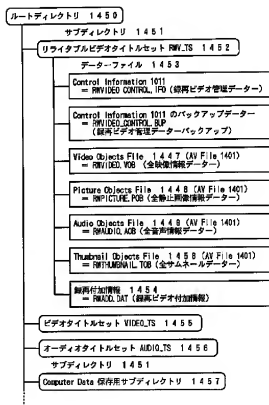 ルートディレクトリ 1450
サブディレクトリ 1451
リライタブルビデオタイトルセット RWV_TS 1452
データーファイル 1453
Control Information 1011
= RWVIDEO_CONTROL.IFO (録再ビデオ管理データー)
Control Information 1011 のバックアップデーター
= RWVIDEO_CONTROL.BUP
(録再ビデオ管理データーバックアップ)
Video Objects File 1447 (AV File 1401)
= RWVIDEO.VOB (全映像情報データー)
Picture Objects File 1448 (AV File 1401)
= RWPICTURE.POB (全静止画像情報データー)
Audio Objects File 1449 (AV File 1401)
= RWAUDIO.AOB (全音声情報データー)
Thumbnail Objects File 1458 (AV File 1401)
= RWTHUMBNAIL.TOB (全サムネールデーター)
録再付加情報 1454
= RWADD.DAT (録再ビデオ付加情報)
ビデオタイトルセット VIDEO_TS 1455
オーディオタイトルセット AUDIO_TS 1456
サブディレクトリ 1451
Computer Data 保存用サブディレクトリ 1457